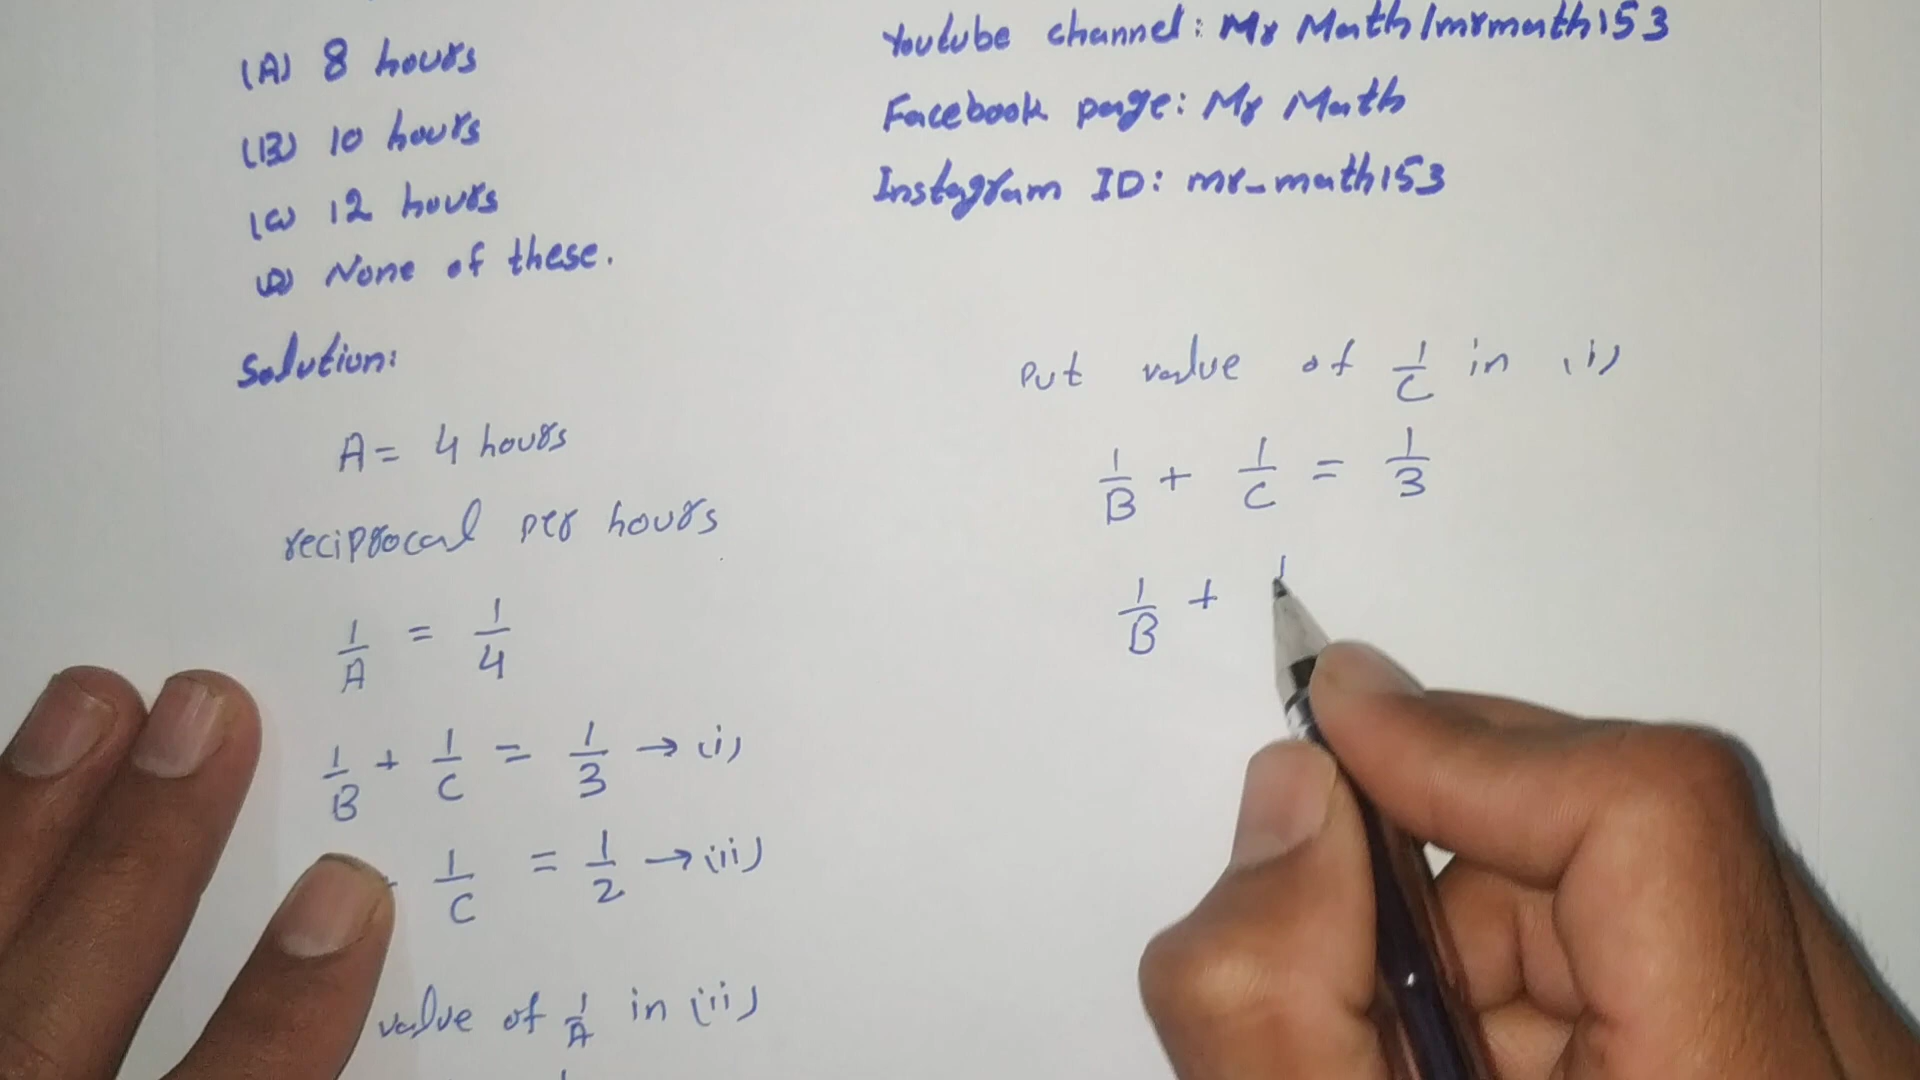 (A) 8 hours
(B) 10 hours
(C) 12 hours
(D) None of these.
Youtube channel: Mr Math/mrmath153
Facebook page: Mr Math
Instagram ID: mr_math153
Solution:
A = 4 hours
reciprocal per hours
1/A = 1/4
1/B + 1/C = 1/3 → (i)
1/C = 1/2 → (ii)
value of 1/A in (ii)
Put value of 1/C in (i)
1/B + 1/C = 1/3
1/B + 1